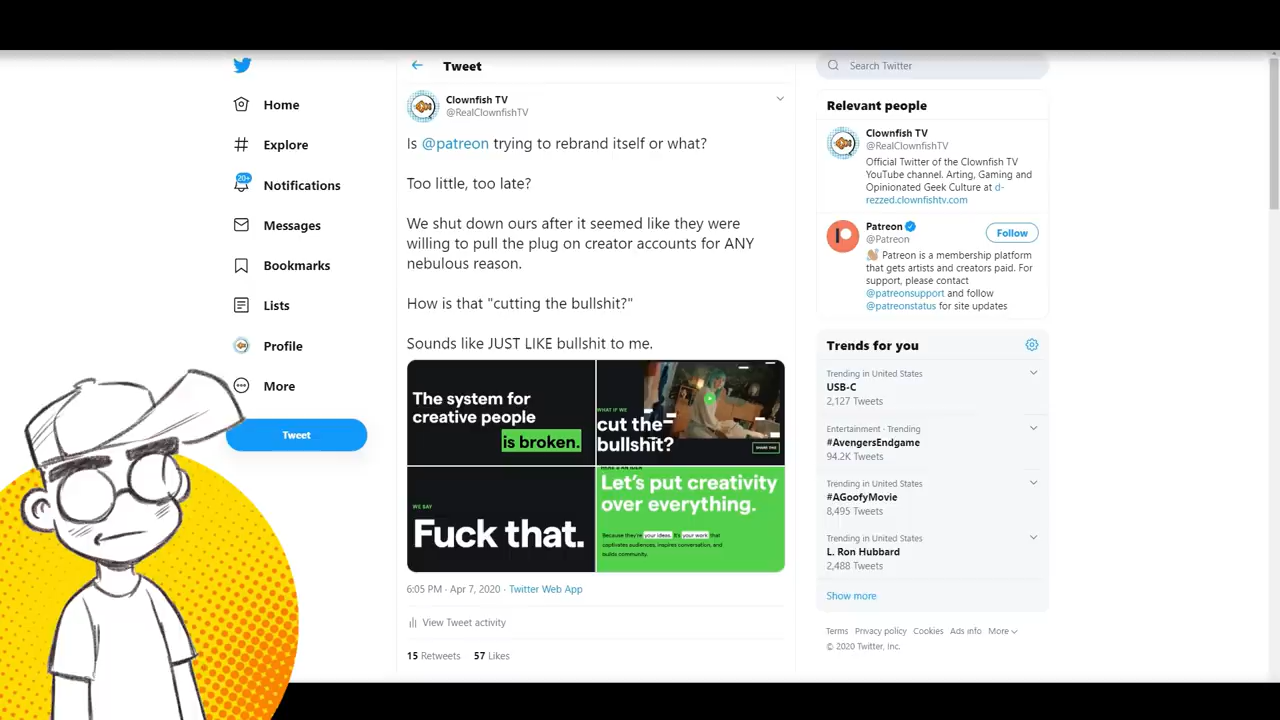 Home
Explore
20+
Notifications
Messages
Bookmarks
Lists
Profile
More
Tweet
Tweet
Clownfish TV
@RealClownfishTV
Is @patreon trying to rebrand itself or what?
Too little, too late?
We shut down ours after it seemed like they were
willing to pull the plug on creator accounts for ANY
nebulous reason.
How is that "cutting the bullshit?"
Sounds like JUST LIKE bullshit to me.
The system for
creative people
is broken.
WHAT IF WE
cut the
bullshit?
SHARE THIS
WE SAY
Fuck that.
HERE'S AN IDEA
Let's put creativity
over everything.
Because they're your ideas. It's your work that
captivates audiences, inspires conversation, and
builds community.
6:05 PM · Apr 7, 2020 · Twitter Web App
View Tweet activity
15 Retweets 57 Likes
Search Twitter
Relevant people
Clownfish TV
@RealClownfishTV
Official Twitter of the Clownfish TV
YouTube channel. Arting, Gaming and
Opinionated Geek Culture at d-
rezzed.clownfishtv.com
Patreon
@Patreon
Follow
Patreon is a membership platform
that gets artists and creators paid. For
support, please contact
@patreonsupport and follow
@patreonstatus for site updates
Trends for you
Trending in United States
USB-C
2,127 Tweets
Entertainment · Trending
#AvengersEndgame
94.2K Tweets
Trending in United States
#AGoofyMovie
8,495 Tweets
Trending in United States
L. Ron Hubbard
2,488 Tweets
Show more
Terms Privacy policy Cookies Ads info More
© 2020 Twitter, Inc.